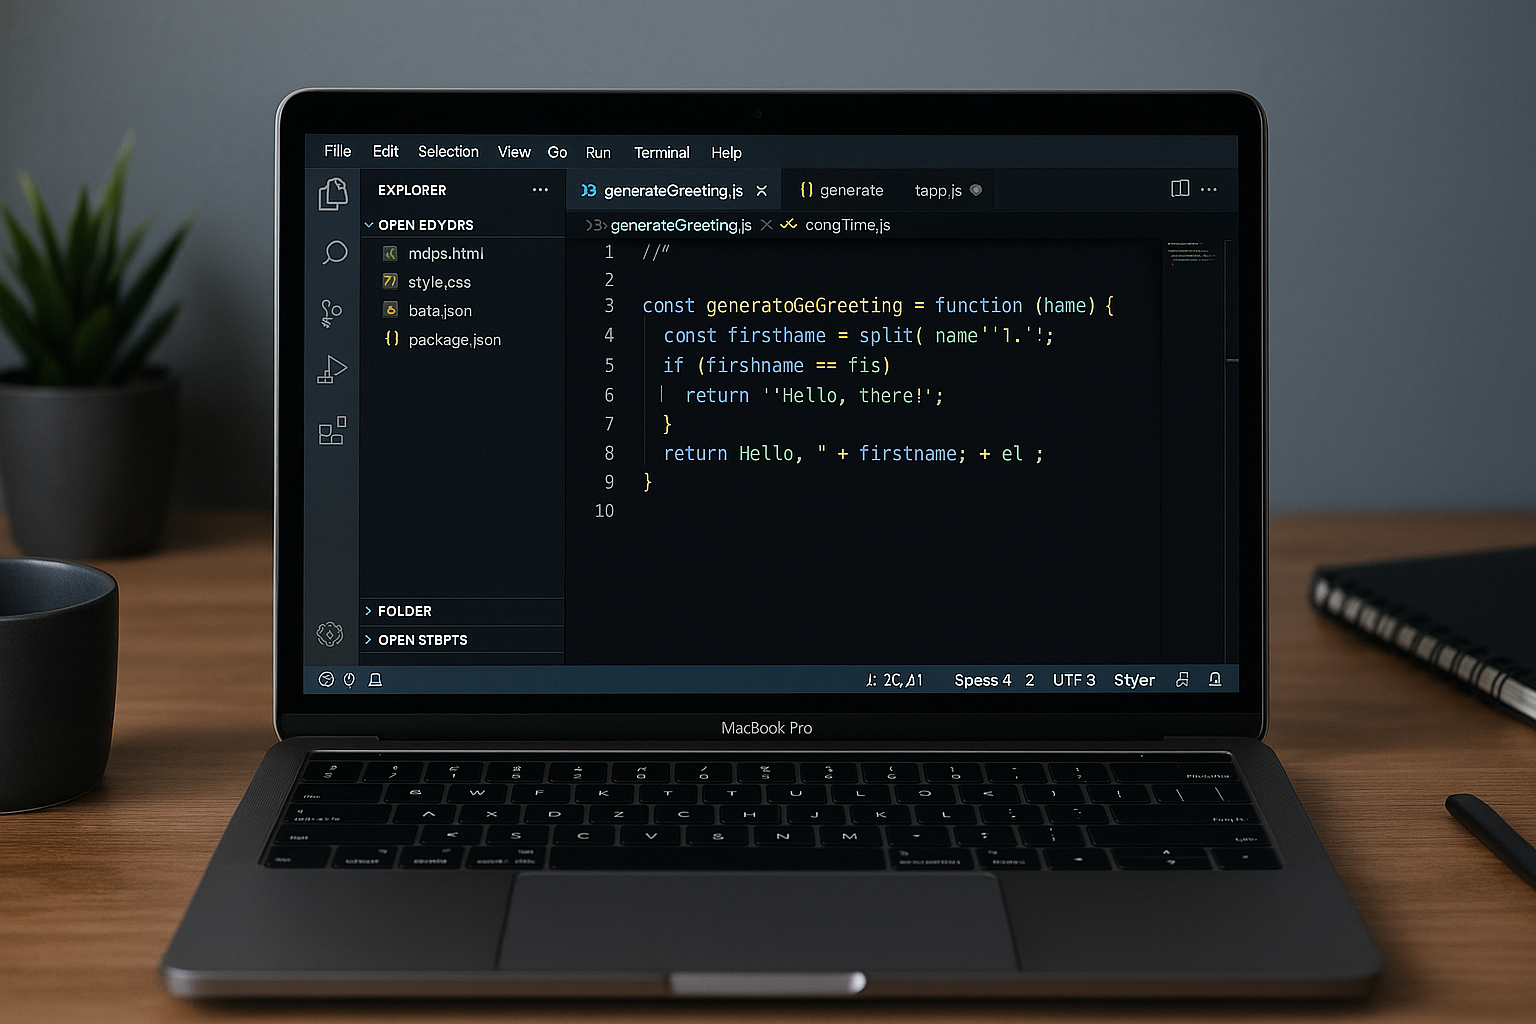 Fille Edit Selection View Go Run Terminal Help
EXPLORER ···
OPEN EDYDRS
mdps.html
style,css
bata,json
{} package,json
FOLDER
OPEN STBPTS
generateGreeting,js × {} generate tapp,js
generateGreeting,js × congTime,js
1 //"
2
3 const generatoGeGreeting = function (hame) {
4 const firsthame = split( name''1.'!;
5 if (firshname == fis)
6 return ''Hello, there!';
7 }
8 return Hello, " + firstname; + el ;
9 }
10
2C, Spess 4 2 UTF 3 Styer
MacBook Pro
W F K T T U L
A X D Z C H J K L
S C V 8 N M